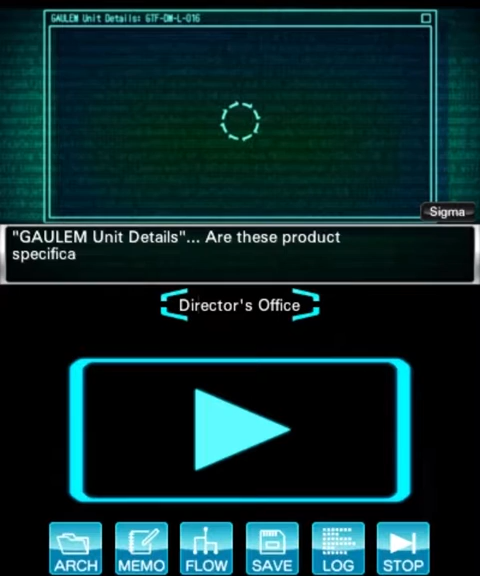 GAULEM Unit Details: GTF-DM-L-016
Sigma
"GAULEM Unit Details"... Are these product
specifica
Director's Office
ARCH MEMO FLOW SAVE LOG STOP